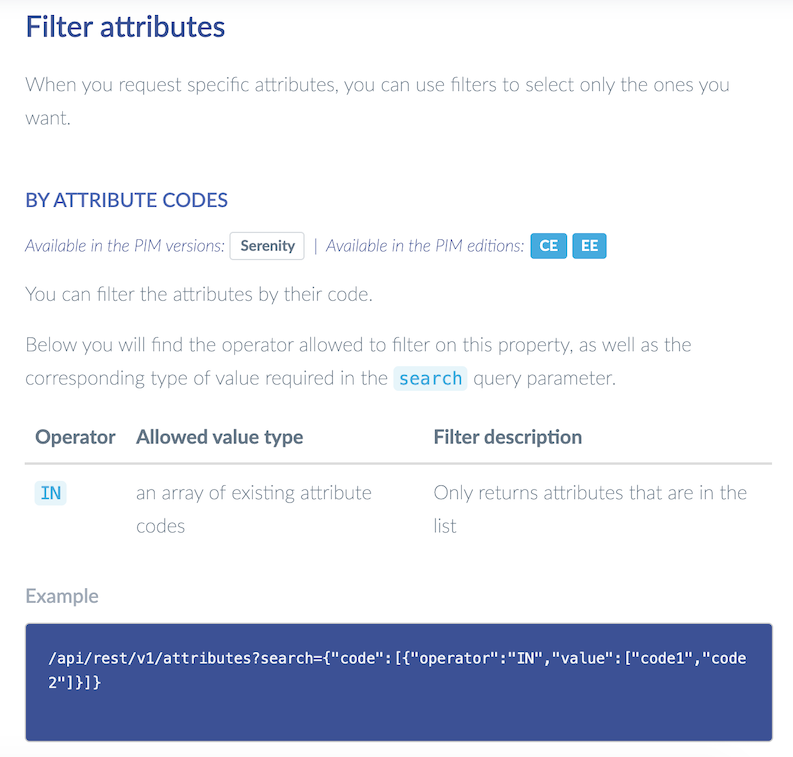 Filter attributes
When you request specific attributes, you can use filters to select only the ones you
want.
BY ATTRIBUTE CODES
Available in the PIM versions: Serenity | Available in the PIM editions: CE EE
You can filter the attributes by their code.
Below you will find the operator allowed to filter on this property, as well as the
corresponding type of value required in the search query parameter.
Operator Allowed value type Filter description
IN an array of existing attribute Only returns attributes that are in the
codes list
Example
/api/rest/v1/attributes?search={"code":[{"operator":"IN","value":["code1","code
2"]}]}